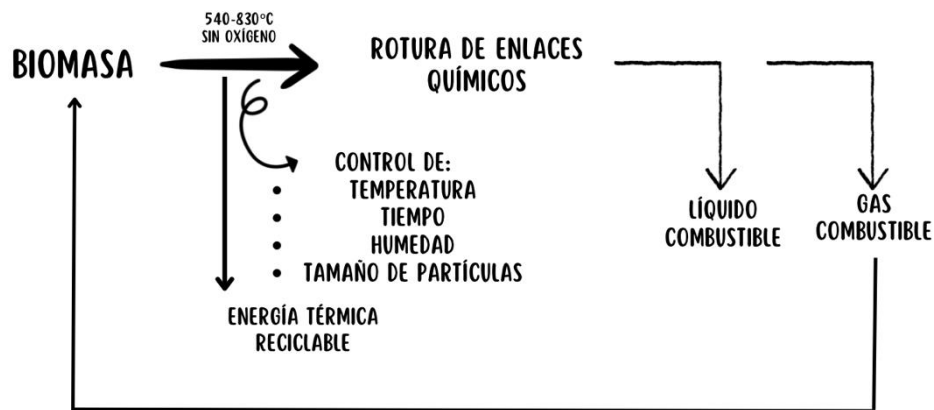 540-830°C
SIN OXÍGENO
BIOMASA
ROTURA DE ENLACES
QUÍMICOS
CONTROL DE:
• TEMPERATURA
• TIEMPO
• HUMEDAD
• TAMAÑO DE PARTÍCULAS
LÍQUIDO
COMBUSTIBLE
GAS
COMBUSTIBLE
ENERGÍA TÉRMICA
RECICLABLE